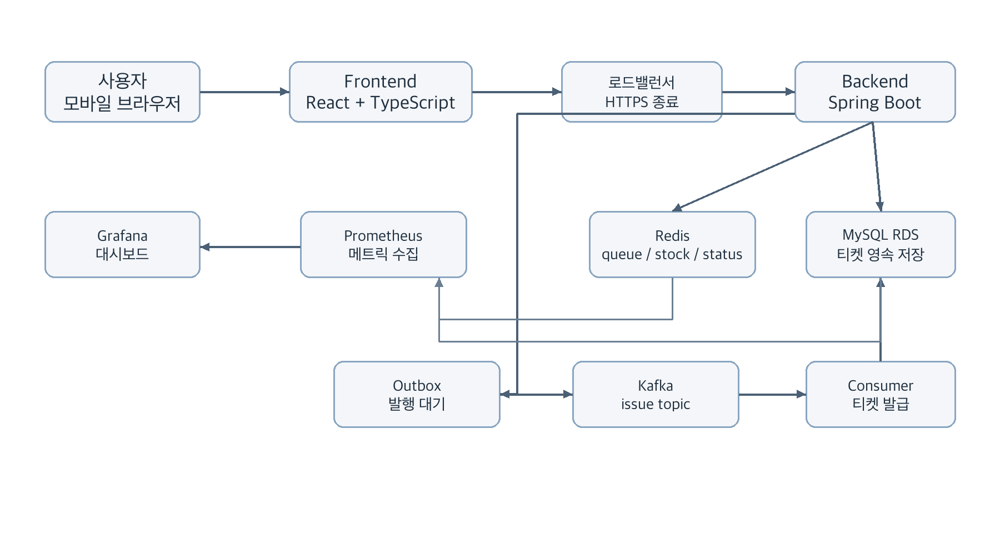 사용자
모바일 브라우저
Frontend
React + TypeScript
로드밸런서
HTTPS 종료
Backend
Spring Boot
Grafana
대시보드
Prometheus
메트릭 수집
Redis
queue / stock / status
MySQL RDS
티켓 영속 저장
Outbox
발행 대기
Kafka
issue topic
Consumer
티켓 발급